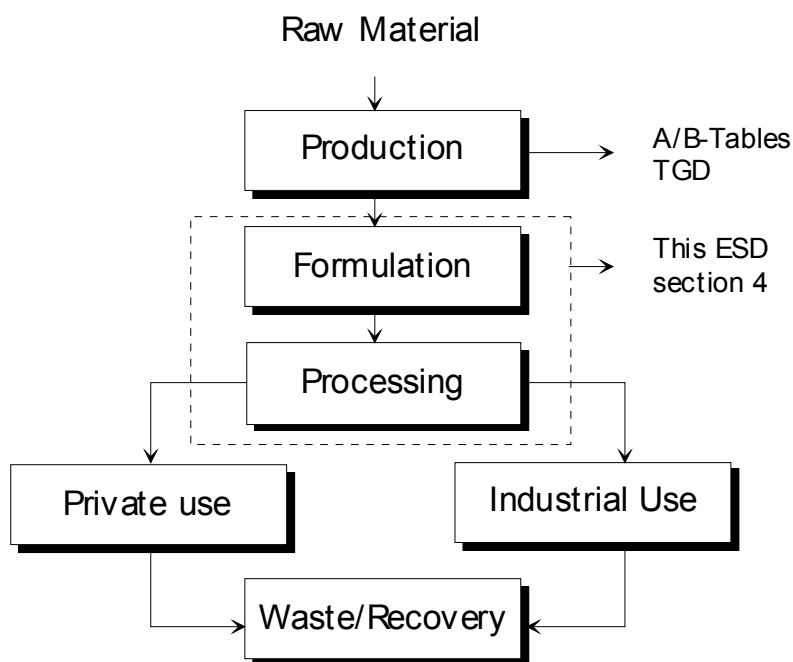 Raw Material
Production
A/B-Tables
TGD
Formulation
This ESD
section 4
Processing
Private use
Industrial Use
Waste/Recovery